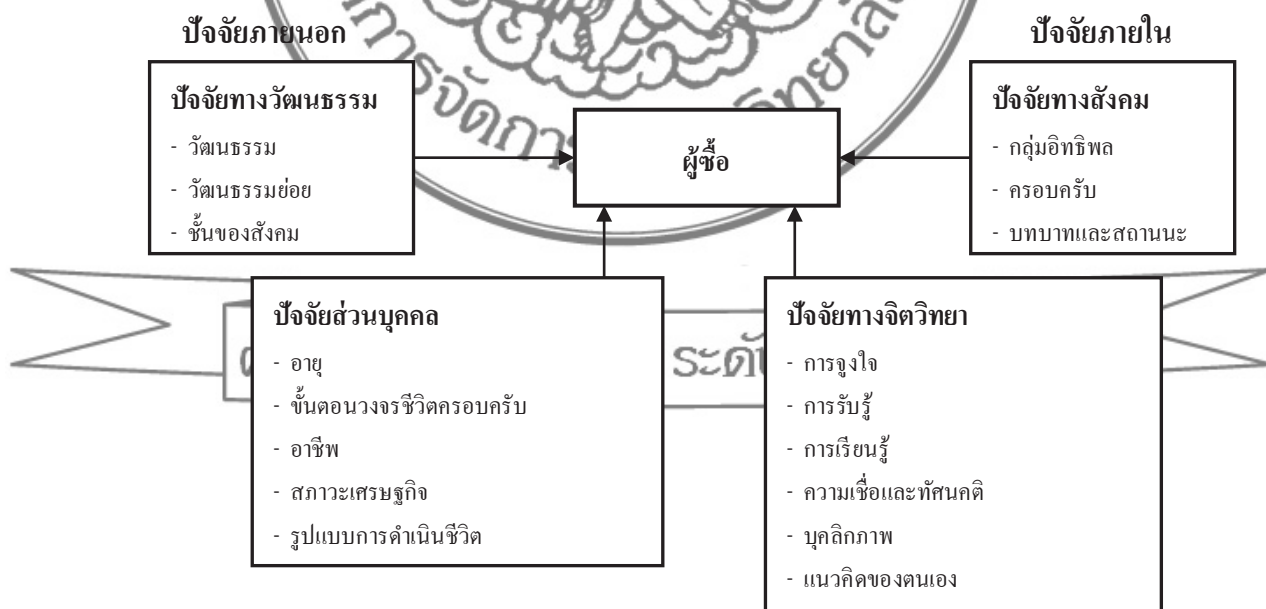 ปัจจัยภายนอก
ปัจจัยภายใน
ปัจจัยทางวัฒนธรรม
- วัฒนธรรม
- วัฒนธรรมย่อย
- ชั้นของสังคม
ผู้ซื้อ
ปัจจัยทางสังคม
- กลุ่มอิทธิพล
- ครอบครับ
- บทบาทและสถานนะ
ปัจจัยส่วนบุคคล
- อายุ
- ขั้นตอนวงจรชีวิตครอบครับ
- อาชีพ
- สภาวะเศรษฐกิจ
- รูปแบบการดำเนินชีวิต
ปัจจัยทางจิตวิทยา
- การจูงใจ
- การรับรู้
- การเรียนรู้
- ความเชื่อและทัศนคติ
- บุคลิกภาพ
- แนวคิดของตนเอง